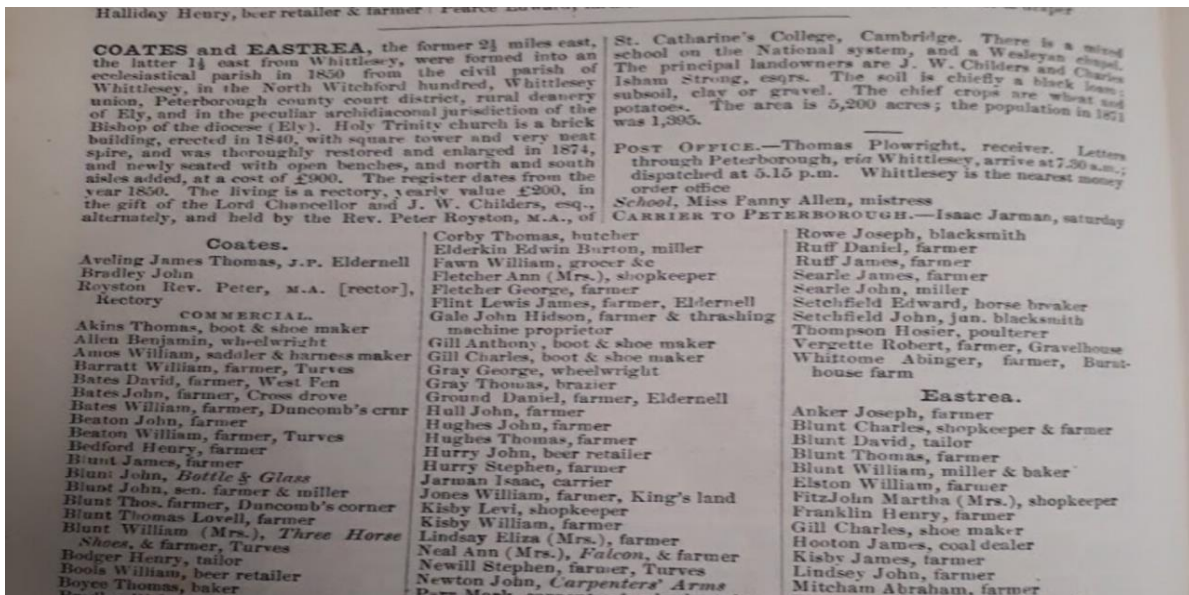 Halliday Henry, beer retailer & farmer
COATES and EASTREA, the former 2½ miles east,
the latter 1½ east from Whittlesey, were formed into an
ecclesiastical parish in 1850 from the civil parish of
Whittlesey, in the North Witchford hundred, Whittlesey
union, Peterborough county court district, rural deanery
of Ely, and in the peculiar archidiaconal jurisdiction of the
Bishop of the diocese (Ely). Holy Trinity church is a brick
building, erected in 1840, with square tower and very neat
spire, and was thoroughly restored and enlarged in 1874,
and newly seated with open benches, and north and south
aisles added, at a cost of £900. The register dates from the
year 1850. The living is a rectory, yearly value £200, in
the gift of the Lord Chancellor and J. W. Childers, esq.,
alternately, and held by the Rev. Peter Royston, M.A., of
St. Catharine's College, Cambridge. There is a mixed
school on the National system, and a Wesleyan chapel.
The principal landowners are J. W. Childers and Charles
Isham Strong, esqrs. The soil is chiefly a black loam;
subsoil, clay or gravel. The chief crops are wheat and
potatoes. The area is 5,200 acres; the population in 1871
was 1,395.
POST OFFICE.—Thomas Plowright, receiver. Letters
through Peterborough, via Whittlesey, arrive at 7.30 a.m.;
dispatched at 5.15 p.m. Whittlesey is the nearest money
order office
School, Miss Fanny Allen, mistress
CARRIER TO PETERBOROUGH.—Isaac Jarman, saturday
Coates.
Aveling James Thomas, J.P. Eldernell
Bradley John
Royston Rev. Peter, M.A. [rector],
Rectory
COMMERCIAL.
Akins Thomas, boot & shoe maker
Allen Benjamin, wheelwright
Amos William, saddler & harness maker
Barratt William, farmer, Turves
Bates David, farmer, West Fen
Bates John, farmer, Cross drove
Bates William, farmer, Duncomb's crnr
Beaton John, farmer
Beaton William, farmer, Turves
Bedford Henry, farmer
Blunt James, farmer
Blunt John, Bottle & Glass
Blunt John, sen. farmer & miller
Blunt Thos. farmer, Duncomb's corner
Blunt Thomas Lovell, farmer
Blunt William (Mrs.), Three Horse
Shoes, & farmer, Turves
Bodger Henry, tailor
Boois William, beer retailer
Boyce Thomas, baker
Corby Thomas, butcher
Elderkin Edwin Burton, miller
Fawn William, grocer &c
Fletcher Ann (Mrs.), shopkeeper
Fletcher George, farmer
Flint Lewis James, farmer, Eldernell
Gale John Hidson, farmer & thrashing
machine proprietor
Gill Anthony, boot & shoe maker
Gill Charles, boot & shoe maker
Gray George, wheelwright
Gray Thomas, brazier
Ground Daniel, farmer, Eldernell
Hull John, farmer
Hughes John, farmer
Hughes Thomas, farmer
Hurry John, beer retailer
Hurry Stephen, farmer
Jarman Isaac, carrier
Jones William, farmer, King's land
Kisby Levi, shopkeeper
Kisby William, farmer
Lindsay Eliza (Mrs.), farmer
Neal Ann (Mrs.), Falcon, & farmer
Newill Stephen, farmer, Turves
Newton John, Carpenters' Arms
Rowe Joseph, blacksmith
Ruff Daniel, farmer
Ruff James, farmer
Searle James, farmer
Searle John, miller
Setchfield Edward, horse breaker
Setchfield John, jun. blacksmith
Thompson Hosier, poulterer
Vergette Robert, farmer, Gravelhouse
Whittome Abinger, farmer, Burnt-
house farm
Eastrea.
Anker Joseph, farmer
Blunt Charles, shopkeeper & farmer
Blunt David, tailor
Blunt Thomas, farmer
Blunt William, miller & baker
Elston William, farmer
FitzJohn Martha (Mrs.), shopkeeper
Franklin Henry, farmer
Gill Charles, shoe maker
Hooton James, coal dealer
Kisby James, farmer
Lindsey John, farmer
Mitcham Abraham, farmer